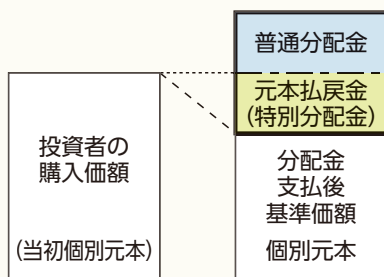 普通分配金
元本払戻金
(特別分配金)
投資者の
購入価額
(当初個別元本)
分配金
支払後
基準価額
個別元本